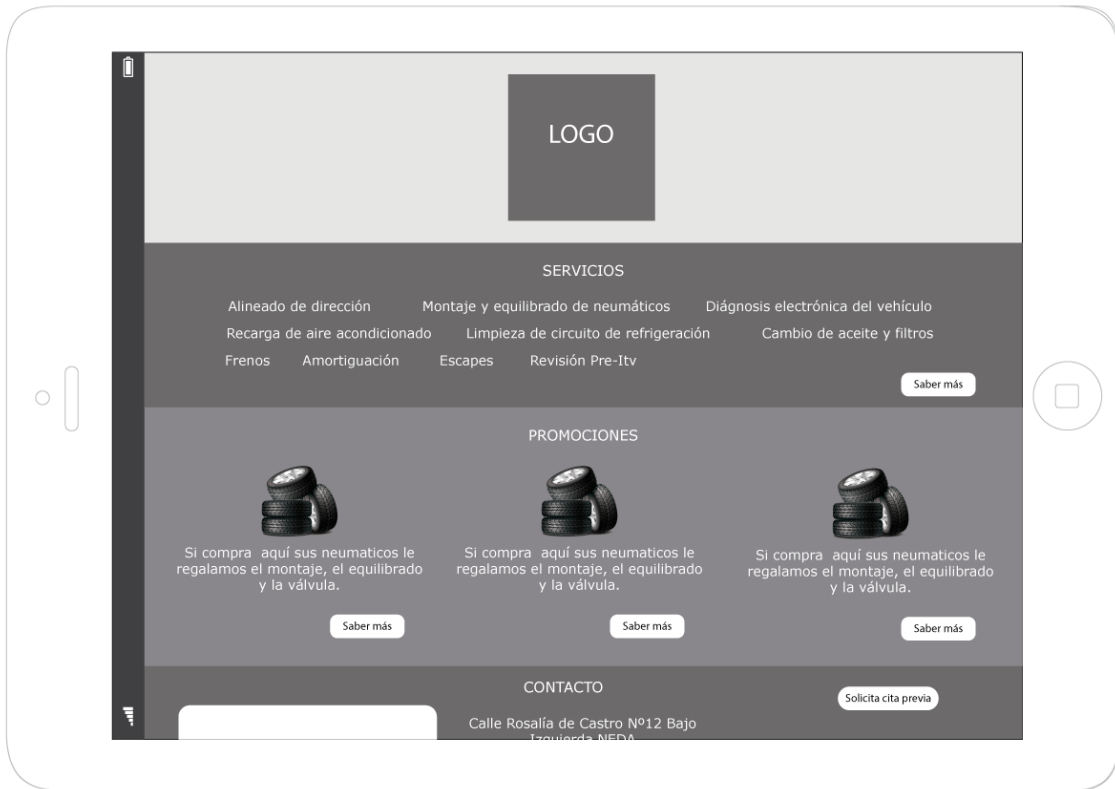 LOGO
SERVICIOS
Alineado de dirección Montaje y equilibrado de neumáticos Diágnosis electrónica del vehículo
Recarga de aire acondicionado Limpieza de circuito de refrigeración Cambio de aceite y filtros
Frenos Amortiguación Escapes Revisión Pre-Itv
Saber más
PROMOCIONES
Si compra aquí sus neumaticos le
regalamos el montaje, el equilibrado
y la válvula.
Saber más
Si compra aquí sus neumaticos le
regalamos el montaje, el equilibrado
y la válvula.
Saber más
Si compra aquí sus neumaticos le
regalamos el montaje, el equilibrado
y la válvula.
Saber más
CONTACTO
Calle Rosalía de Castro Nº12 Bajo
Izquierda NEDA
Solicita cita previa